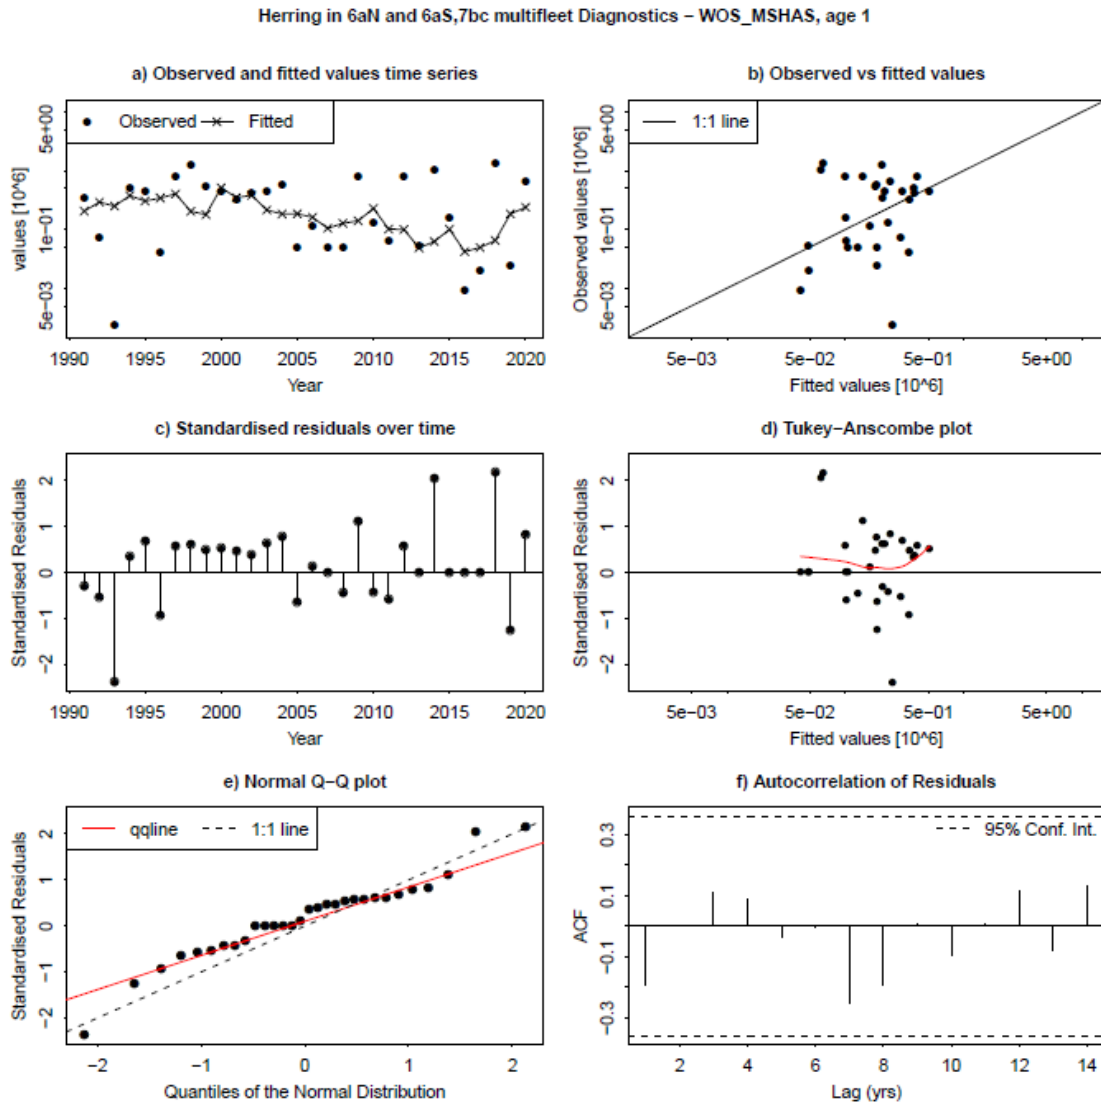 Herring in 6aN and 6aS,7bc multifleet Diagnostics − WOS_MSHAS, age 1
a) Observed and fitted values time series
Observed
Fitted
values [10^6]
5e−03
1e−01
5e+00
1990
1995
2000
2005
2010
2015
2020
Year
b) Observed vs fitted values
1:1 line
Observed values [10^6]
5e−03
1e−01
5e+00
5e−03
5e−02
5e−01
5e+00
Fitted values [10^6]
c) Standardised residuals over time
Standardised Residuals
2
1
0
−1
−2
1990
1995
2000
2005
2010
2015
2020
Year
d) Tukey−Anscombe plot
Standardised Residuals
2
1
0
−1
−2
5e−03
5e−02
5e−01
5e+00
Fitted values [10^6]
e) Normal Q−Q plot
qqline
1:1 line
Standardised Residuals
2
1
0
−1
−2
−2
−1
0
1
2
Quantiles of the Normal Distribution
f) Autocorrelation of Residuals
95% Conf. Int.
ACF
0.3
0.1
−0.1
−0.3
2
4
6
8
10
12
14
Lag (yrs)